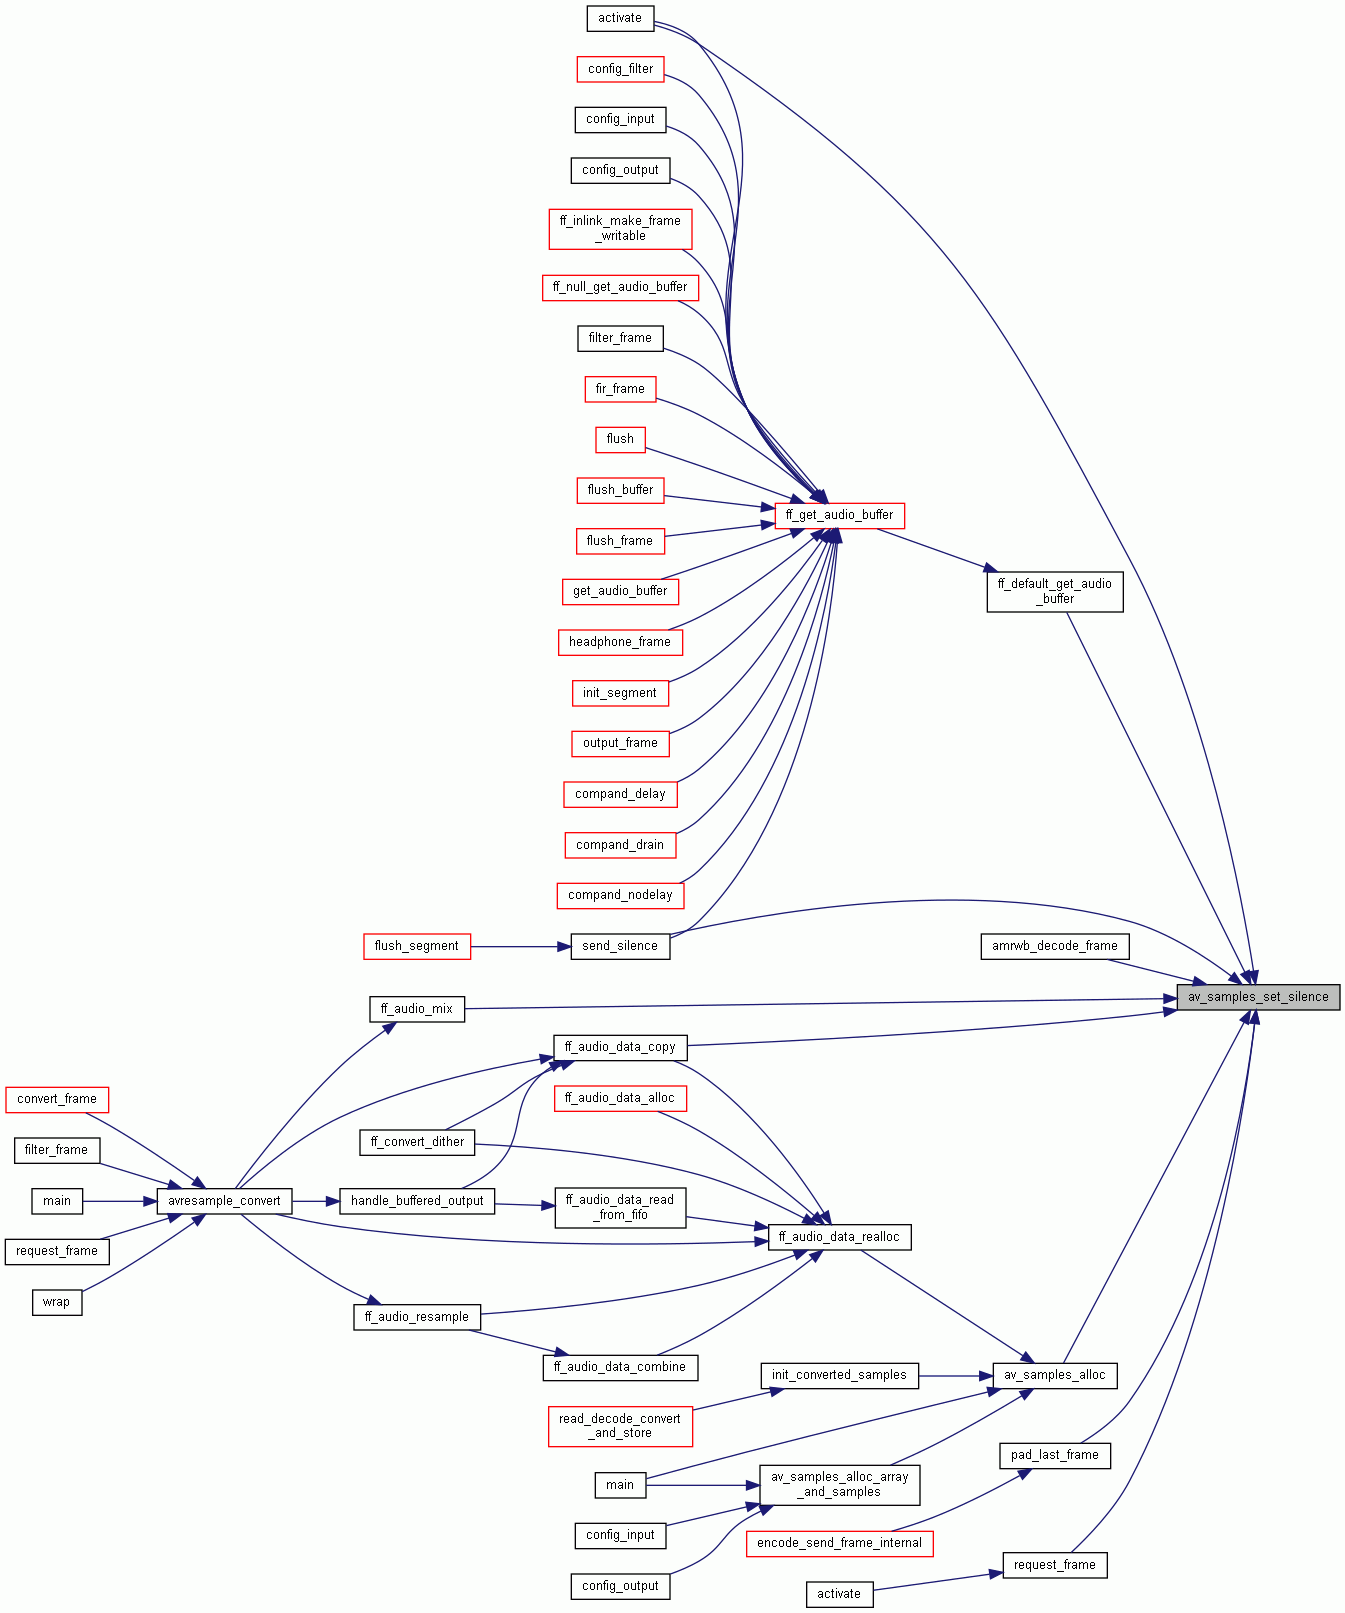 activate
config_filter
config_input
config_output
ff_inlink_make_frame
_writable
ff_null_get_audio_buffer
filter_frame
fir_frame
flush
flush_buffer
ff_get_audio_buffer
flush_frame
ff_default_get_audio
_buffer
get_audio_buffer
headphone_frame
init_segment
output_frame
compand_delay
compand_drain
compand_nodelay
flush_segment
send_silence
amrwb_decode_frame
av_samples_set_silence
ff_audio_mix
ff_audio_data_copy
convert_frame
ff_audio_data_alloc
filter_frame
ff_convert_dither
main
avresample_convert
handle_buffered_output
ff_audio_data_read
_from_fifo
ff_audio_data_realloc
request_frame
wrap
ff_audio_resample
ff_audio_data_combine
init_converted_samples
av_samples_alloc
read_decode_convert
_and_store
pad_last_frame
main
av_samples_alloc_array
_and_samples
config_input
encode_send_frame_internal
request_frame
config_output
activate